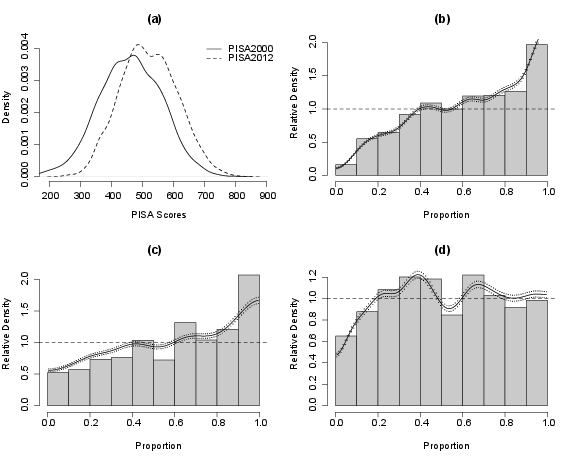 (a)
PISA2000
PISA2012
Density
0.000 0.001 0.002 0.003 0.004
200 300 400 500 600 700 800 900
PISA Scores
(b)
Relative Density
0.0 0.5 1.0 1.5 2.0
0.0 0.2 0.4 0.6 0.8 1.0
Proportion
(c)
Relative Density
0.0 0.5 1.0 1.5 2.0
0.0 0.2 0.4 0.6 0.8 1.0
Proportion
(d)
Relative Density
0.0 0.2 0.4 0.6 0.8 1.0 1.2
0.0 0.2 0.4 0.6 0.8 1.0
Proportion